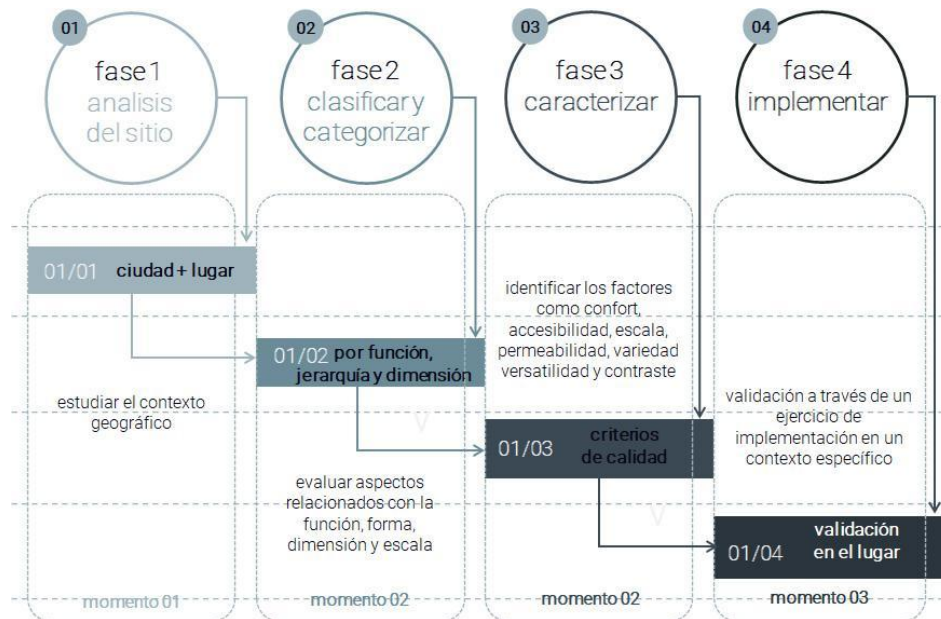 01
fase 1
analisis
del sitio
02
fase 2
clasificar y
categorizar
03
fase 3
caracterizar
04
fase 4
implementar
01/01 ciudad + lugar
estudiar el contexto
geográfico
momento 01
01/02 por función,
jerarquía y dimensión
evaluar aspectos
relacionados con la
función, forma,
dimensión y escala
momento 02
identificar los factores
como confort,
accesibilidad, escala,
permeabilidad, variedad
versatilidad y contraste
01/03 criterios
de calidad
momento 02
validación a través de un
ejercicio de
implementación en un
contexto específico
01/04 validación
en el lugar
momento 03